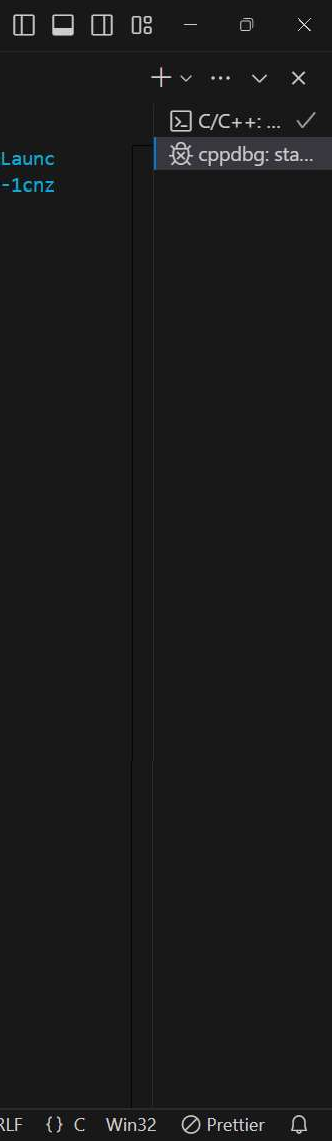 C/C++: ...
Launc
cppdbg: sta...
-1cnz
RLF {} C Win32 Prettier